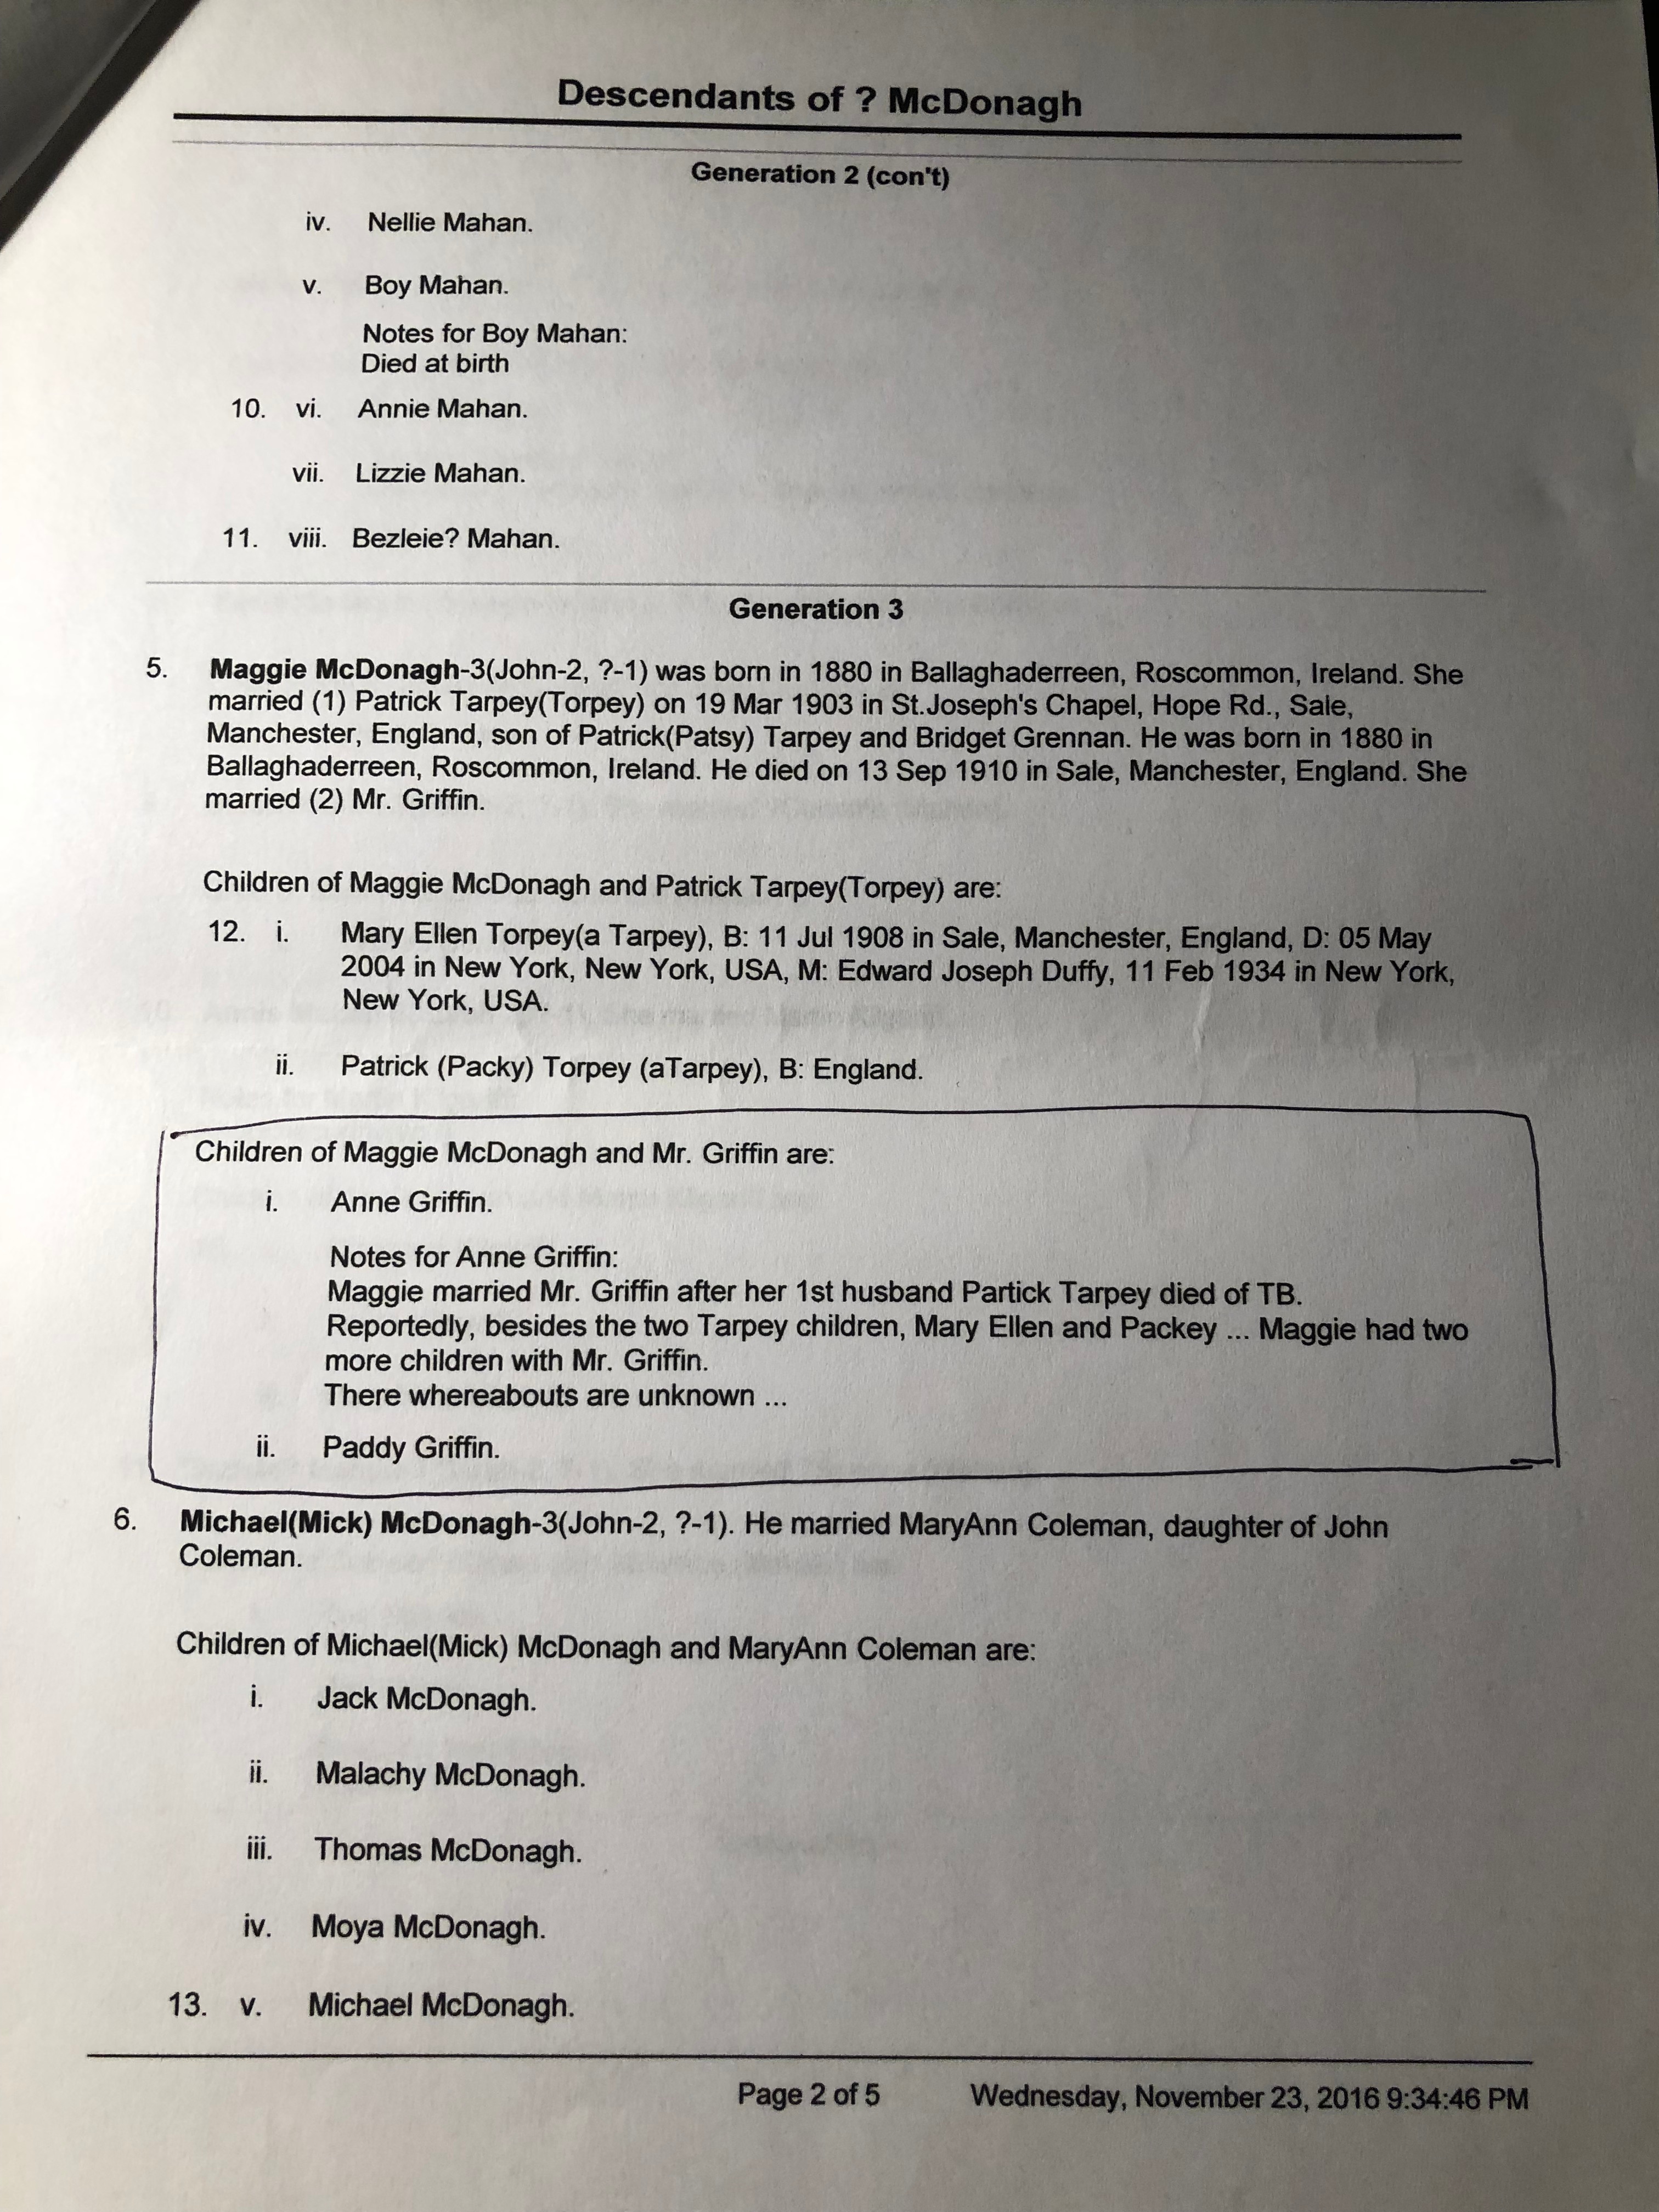 Descendants of ? McDonagh
Generation 2 (con't)
iv. Nellie Mahan.
v. Boy Mahan.
Notes for Boy Mahan:
Died at birth
10. vi. Annie Mahan.
vii. Lizzie Mahan.
11. viii. Bezleie? Mahan.
Generation 3
5. Maggie McDonagh-3(John-2, ?-1) was born in 1880 in Ballaghaderreen, Roscommon, Ireland. She
married (1) Patrick Tarpey(Torpey) on 19 Mar 1903 in St.Joseph's Chapel, Hope Rd., Sale,
Manchester, England, son of Patrick(Patsy) Tarpey and Bridget Grennan. He was born in 1880 in
Ballaghaderreen, Roscommon, Ireland. He died on 13 Sep 1910 in Sale, Manchester, England. She
married (2) Mr. Griffin.
Children of Maggie McDonagh and Patrick Tarpey(Torpey) are:
12. i. Mary Ellen Torpey(a Tarpey), B: 11 Jul 1908 in Sale, Manchester, England, D: 05 May
2004 in New York, New York, USA, M: Edward Joseph Duffy, 11 Feb 1934 in New York,
New York, USA.
ii. Patrick (Packy) Torpey (aTarpey), B: England.
Children of Maggie McDonagh and Mr. Griffin are:
i. Anne Griffin.
Notes for Anne Griffin:
Maggie married Mr. Griffin after her 1st husband Partick Tarpey died of TB.
Reportedly, besides the two Tarpey children, Mary Ellen and Packey ... Maggie had two
more children with Mr. Griffin.
There whereabouts are unknown ...
ii. Paddy Griffin.
6. Michael(Mick) McDonagh-3(John-2, ?-1). He married MaryAnn Coleman, daughter of John
Coleman.
Children of Michael(Mick) McDonagh and MaryAnn Coleman are:
i. Jack McDonagh.
ii. Malachy McDonagh.
iii. Thomas McDonagh.
iv. Moya McDonagh.
13. v. Michael McDonagh.
Page 2 of 5 Wednesday, November 23, 2016 9:34:46 PM